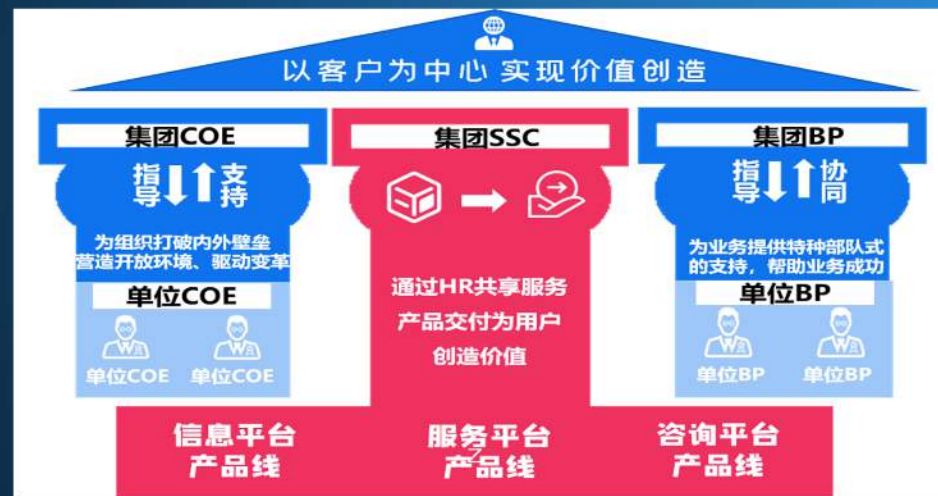 以客户为中心 实现价值创造
集团COE
指导 支持
为组织打破内外壁垒
营造开放环境、驱动变革
单位COE
单位COE 单位COE
集团SSC
通过HR共享服务
产品交付为用户
创造价值
集团BP
指导 协同
为业务提供特种部队式
的支持，帮助业务成功
单位BP
单位BP 单位BP
信息平台
产品线
服务平台
产品线
咨询平台
产品线
7